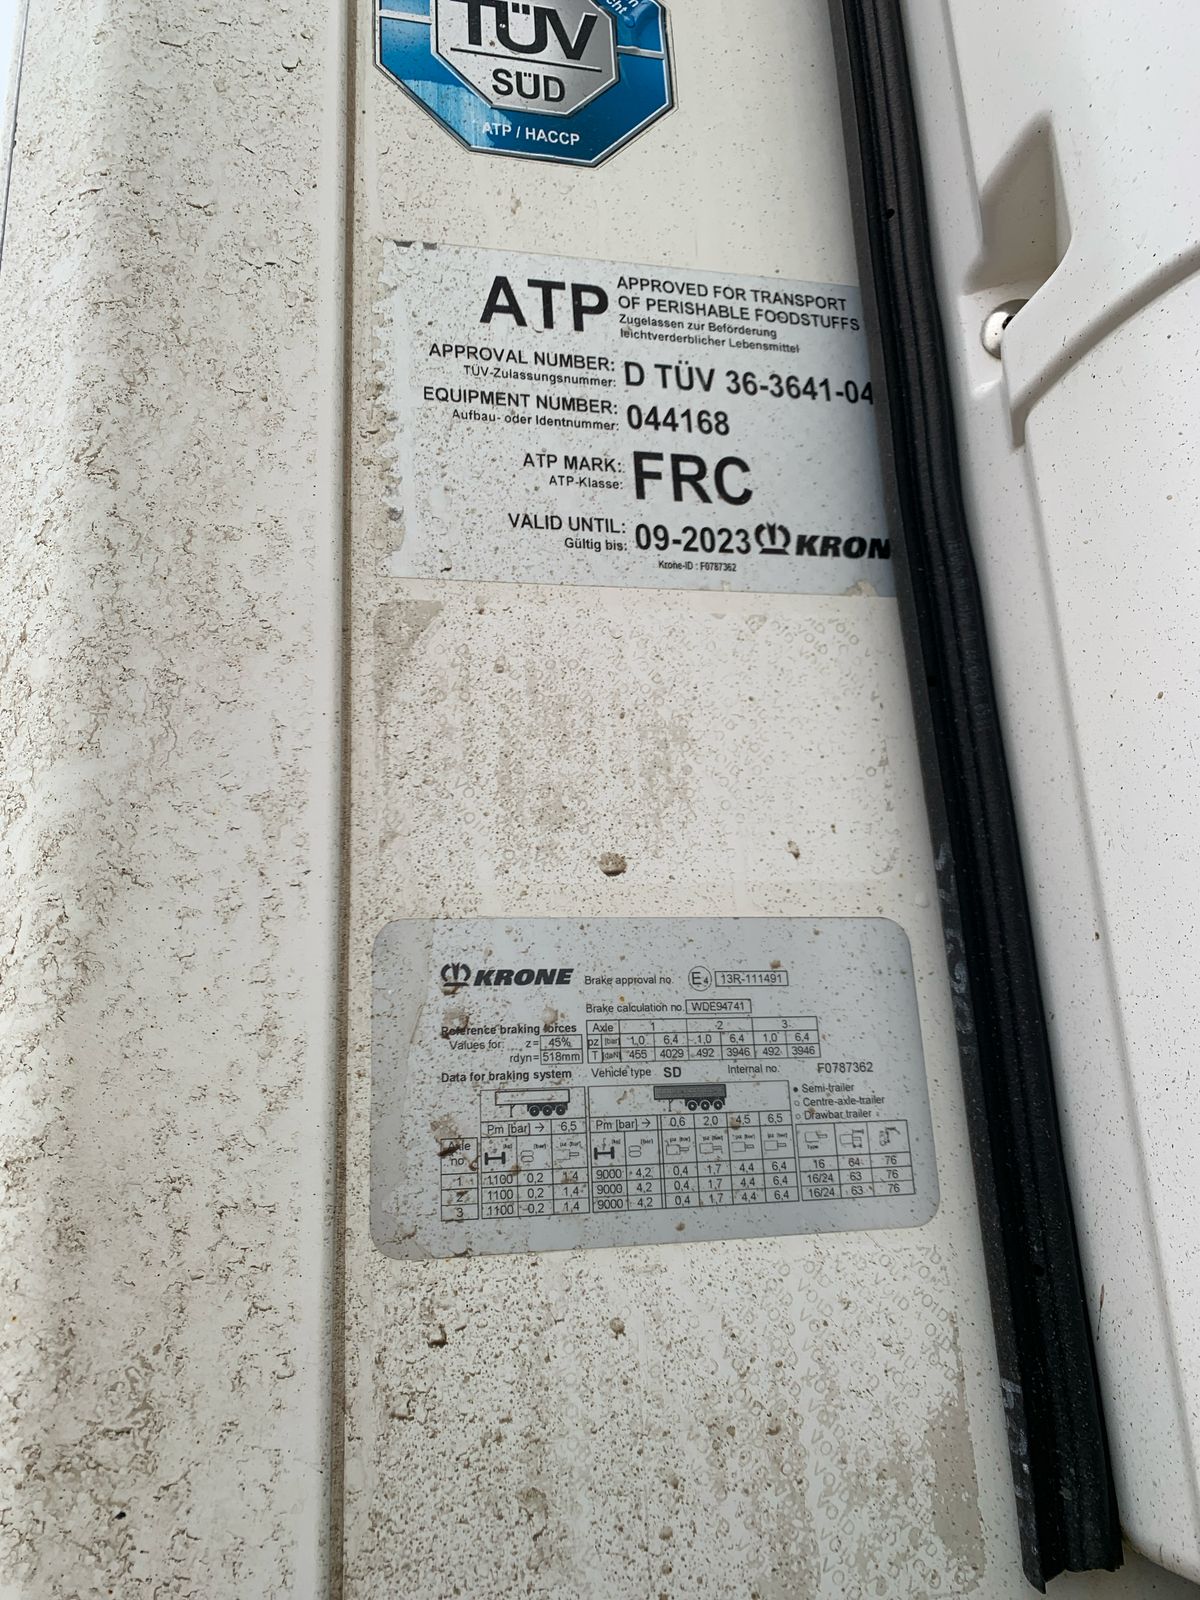 TÜV
SÜD
ATP / HACCP
ATP
APPROVED FOR TRANSPORT
OF PERISHABLE FOODSTUFFS
Zugelassen zur Beförderung
leichtverderblicher Lebensmittel
APPROVAL NUMBER: D TÜV 36-3641-04
TÜV-Zulassungsnummer:
EQUIPMENT NUMBER: 044168
Aufbau- oder Identnummer:
ATP MARK: FRC
ATP-Klasse:
VALID UNTIL: 09-2023 KRON
Gültig bis:
Krone-ID : F0787362
KRONE Brake approval no. E4 13R-111491
Brake calculation no. WDE94741
Reference braking forces Axle 1 2 3
Values for: z= 45% pz [bar] 1,0 6,4 1,0 6,4 1,0 6,4
rdyn= 518mm T [daN] 455 4029 492 3946 492 3946
Data for braking system Vehicle type SD Internal no. F0787362
Semi-trailer
Centre-axle-trailer
Drawbar trailer
Pm [bar] → 6,5 Pm [bar] → 0,6 2,0 4,5 6,5
Axle no
1 1100 0,2 1,4 9000 4,2 0,4 1,7 4,4 6,4 16 64 76
2 1100 0,2 1,4 9000 4,2 0,4 1,7 4,4 6,4 16/24 63 76
3 1100 0,2 1,4 9000 4,2 0,4 1,7 4,4 6,4 16/24 63 76